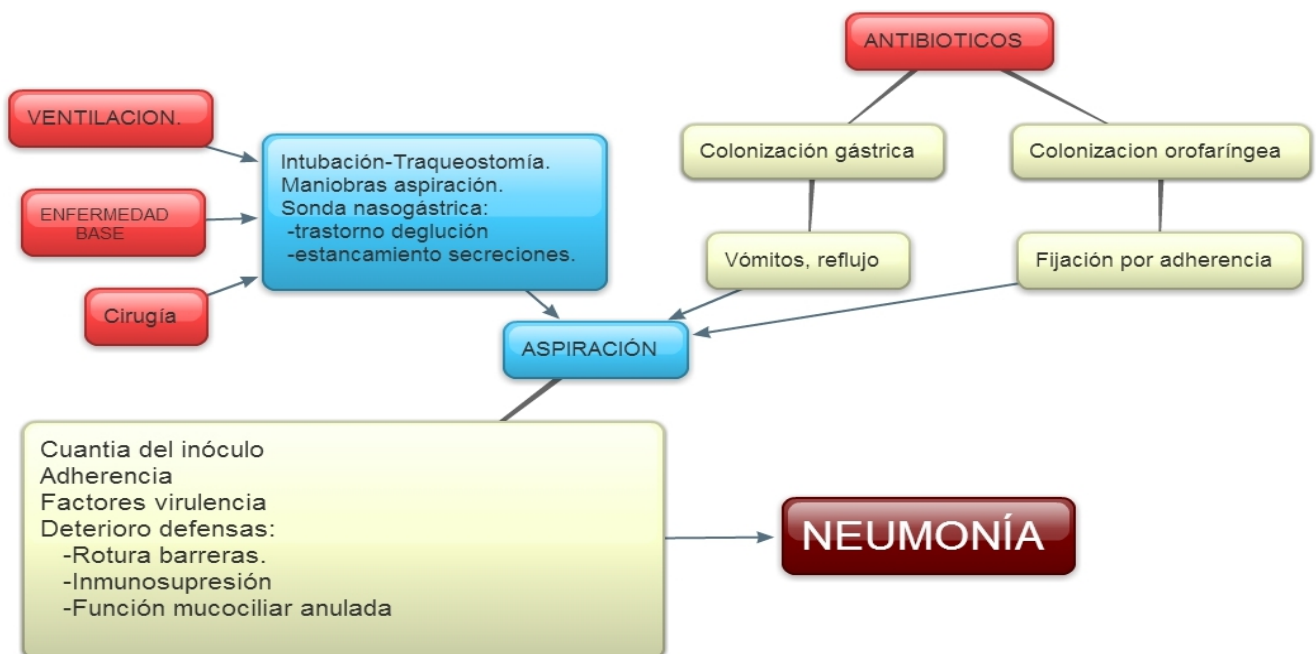 ANTIBIOTICOS
VENTILACION.
Intubación-Traqueostomía.
Maniobras aspiración.
Sonda nasogástrica:
-trastorno deglución
-estancamiento secreciones.
Colonización gástrica
Colonizacion orofaríngea
ENFERMEDAD
BASE
Vómitos, reflujo
Fijación por adherencia
Cirugía
ASPIRACIÓN
Cuantia del inóculo
Adherencia
Factores virulencia
Deterioro defensas:
-Rotura barreras.
-Inmunosupresión
-Función mucociliar anulada
NEUMONÍA